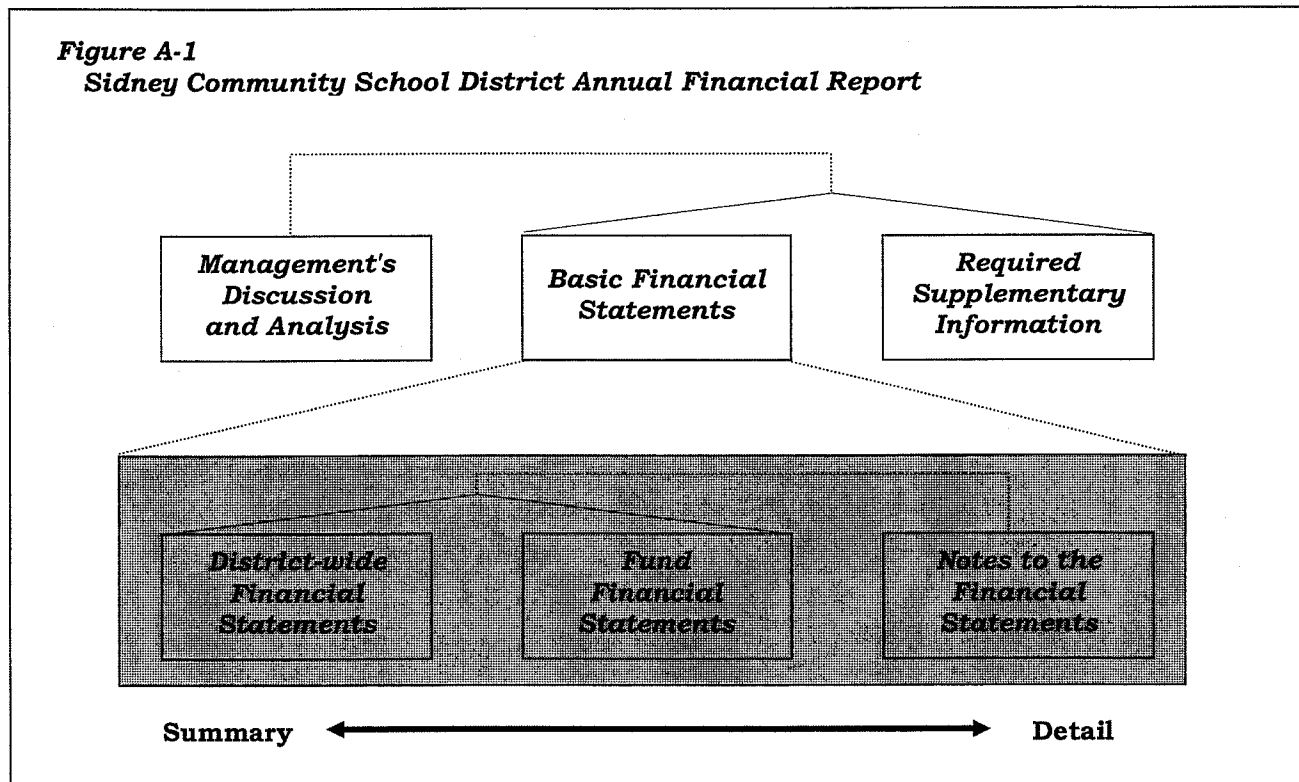 Figure A-1
Sidney Community School District Annual Financial Report
Management's
Discussion
and Analysis
Basic Financial
Statements
Required
Supplementary
Information
District-wide
Financial
Statements
Fund
Financial
Statements
Notes to the
Financial
Statements
Summary
Detail